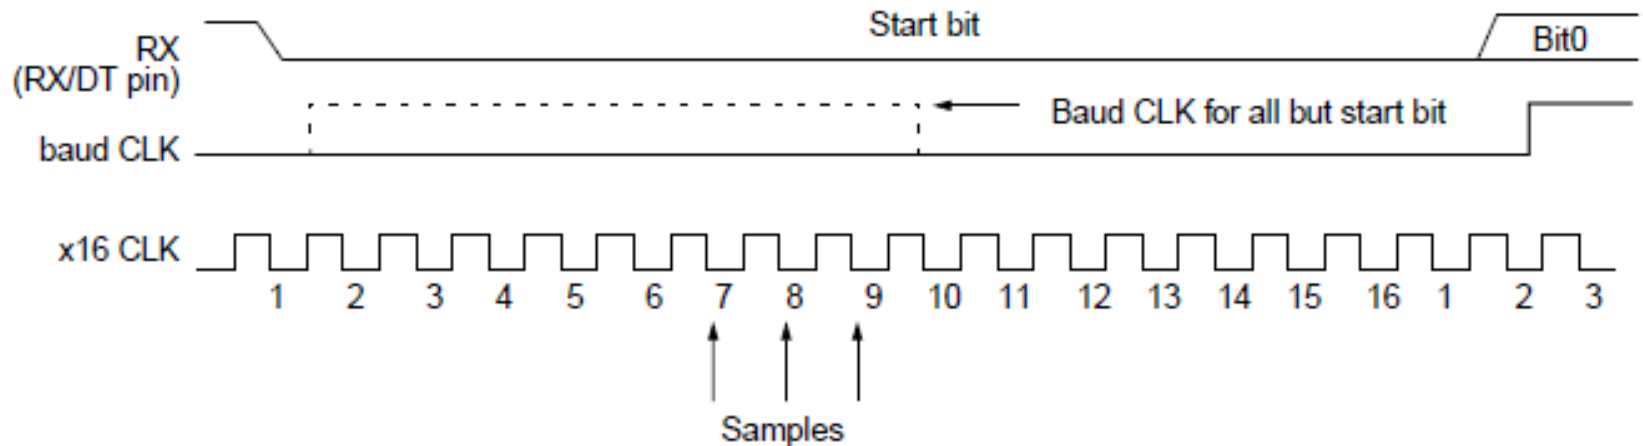 Start bit
RX
(RX/DT pin)
Bit0
Baud CLK for all but start bit
baud CLK
x16 CLK
1 2 3 4 5 6 7 8 9 10 11 12 13 14 15 16 1 2 3
Samples